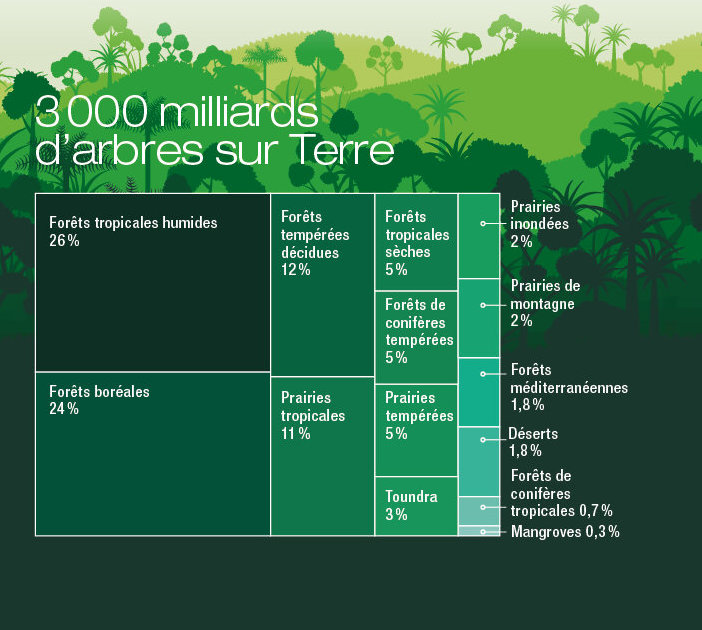 3 000 milliards
d'arbres sur Terre
Forêts tropicales humides
26 %
Forêts boréales
24 %
Forêts
tempérées
décidues
12 %
Prairies
tropicales
11 %
Forêts
tropicales
sèches
5 %
Forêts de
conifères
tempérées
5 %
Prairies
tempérées
5 %
Toundra
3 %
Prairies
inondées
2 %
Prairies de
montagne
2 %
Forêts
méditerranéennes
1,8 %
Déserts
1,8 %
Forêts de
conifères
tropicales 0,7 %
Mangroves 0,3 %